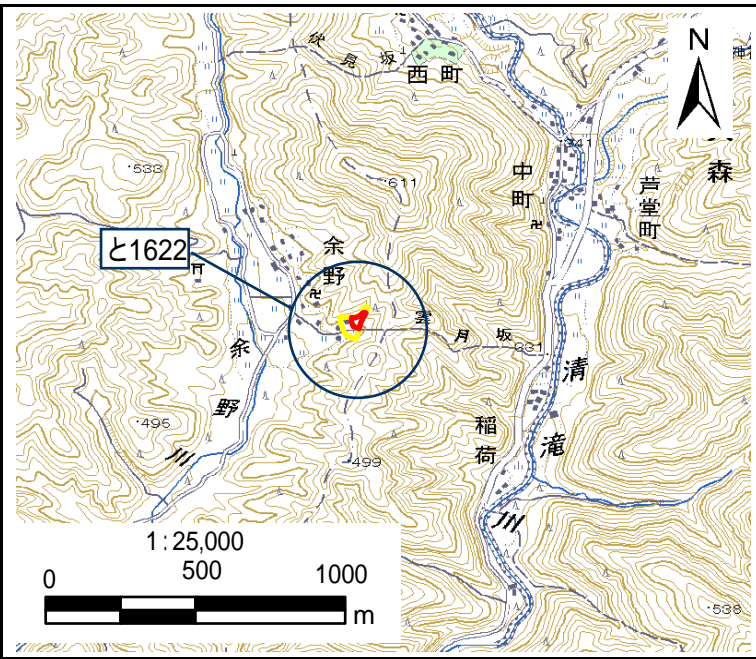 伏見坂
西町
N
・341
森
・533
・611
中町
芦堂町
と1622
余野
雲月坂
・331
余野川
清滝川
稲荷
・495
・499
1:25,000
0 500 1000
m
・538